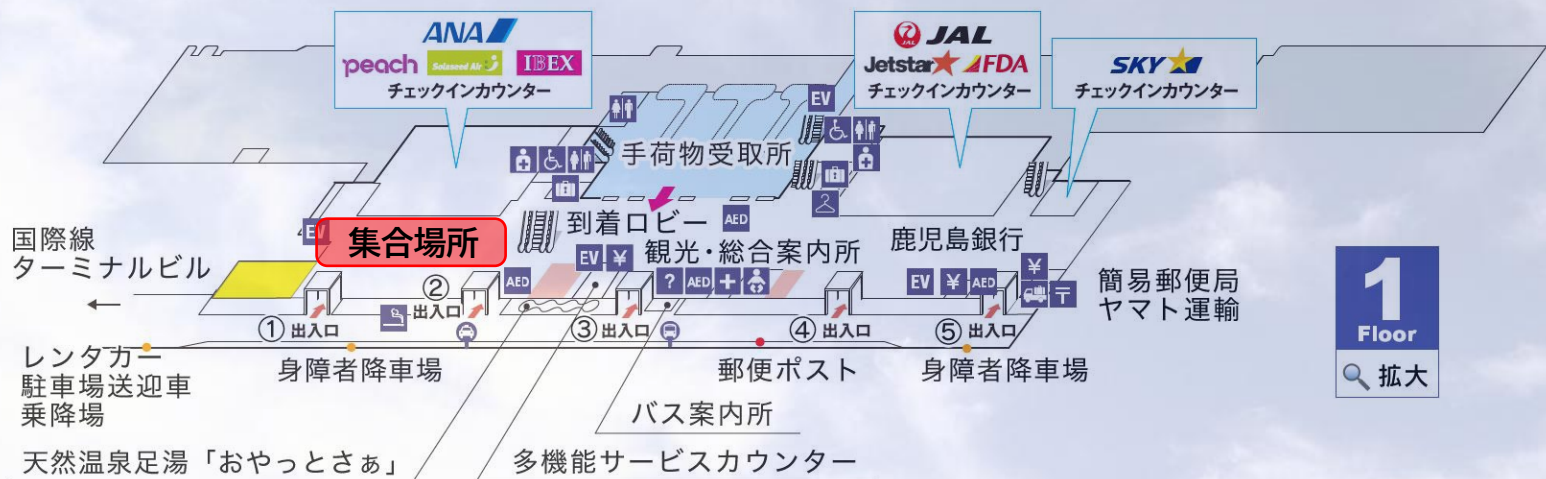 ANA
peach Solaseed Air IBEX
チェックインカウンター
JAL
Jetstar FDA
チェックインカウンター
SKY
チェックインカウンター
EV
手荷物受取所
国際線
ターミナルビル
EV
集合場所
到着ロビー
AED
EV ¥
観光・総合案内所
鹿児島銀行
AED
? AED
EV ¥ AED
¥
〒
簡易郵便局
ヤマト運輸
① 出入口
② 出入口
③ 出入口
④ 出入口
⑤ 出入口
1
Floor
拡大
レンタカー
駐車場送迎車
乗降場
身障者降車場
郵便ポスト
身障者降車場
バス案内所
天然温泉足湯「おやっとさぁ」
多機能サービスカウンター